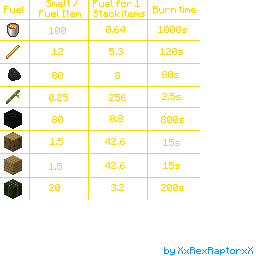 Fuel Smelt / Fuel Item Fuel for 1 Stack items Burn time
100 0.64 1000s
12 5.3 120s
80 8 80s
0.25 256 2.5s
80 0.8 800s
1.5 42.6 15s
1.5 42.6 15s
20 3.2 200s
by XxRexRaptorxX